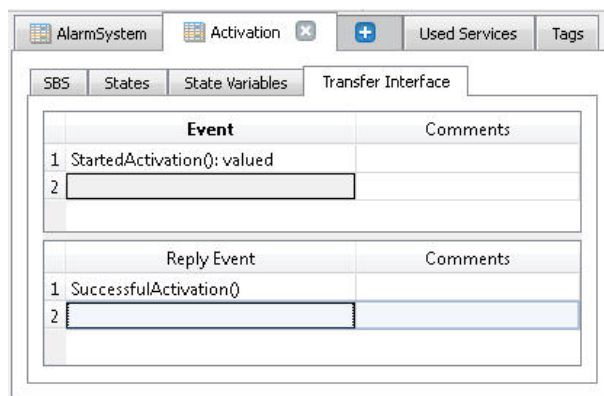 AlarmSystem Activation Used Services Tags
SBS States State Variables Transfer Interface
Event Comments
1 StartedActivation(): valued
2
Reply Event Comments
1 SuccessfulActivation()
2